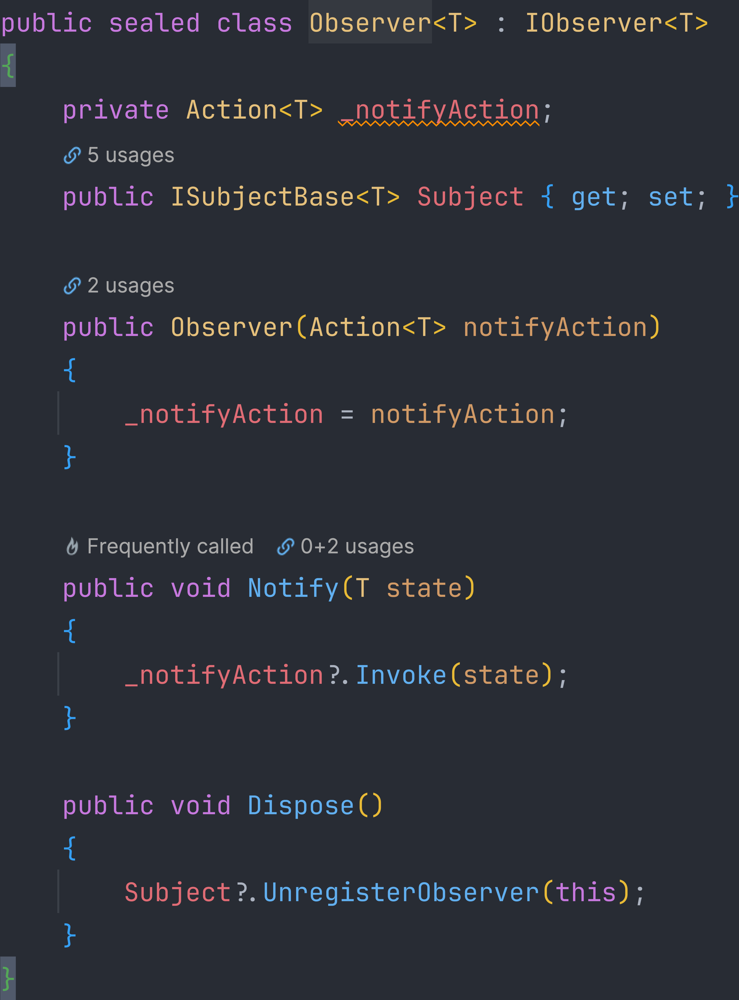 public sealed class Observer<T> : IObserver<T>
{
    private Action<T> _notifyAction;
    5 usages
    public ISubjectBase<T> Subject { get; set; }

    2 usages
    public Observer(Action<T> notifyAction)
    {
        _notifyAction = notifyAction;
    }

    Frequently called   0+2 usages
    public void Notify(T state)
    {
        _notifyAction?.Invoke(state);
    }

    public void Dispose()
    {
        Subject?.UnregisterObserver(this);
    }
}